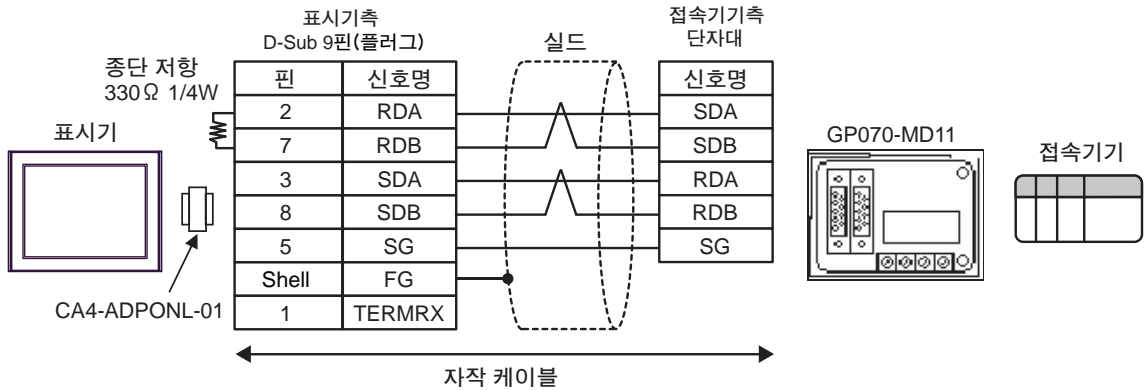 표시기측
D-Sub 9핀(플러그)
실드
접속기기측
단자대
종단 저항
330Ω 1/4W
핀 신호명 신호명
2 RDA SDA
7 RDB SDB
3 SDA RDA
8 SDB RDB
5 SG SG
Shell FG
1 TERMRX
표시기
CA4-ADPONL-01
GP070-MD11
접속기기
자작 케이블